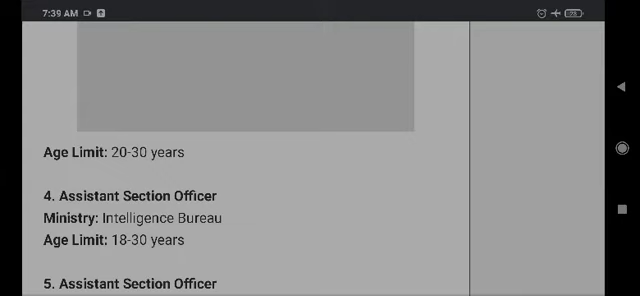 7:39 AM
Age Limit: 20-30 years
4. Assistant Section Officer
Ministry: Intelligence Bureau
Age Limit: 18-30 years
5. Assistant Section Officer